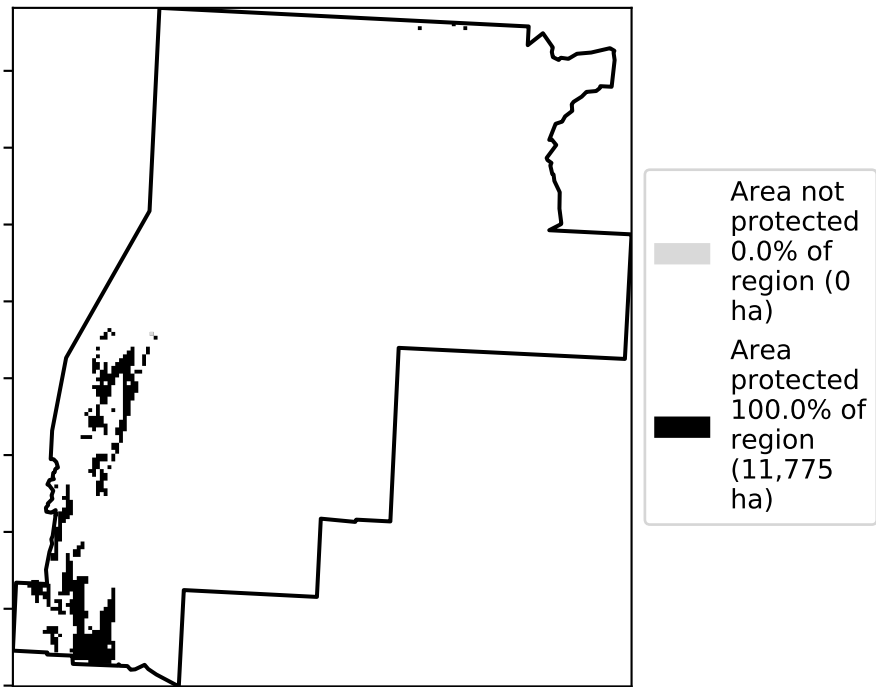 Area not
protected
0.0% of
region (0
ha)
Area
protected
100.0% of
region
(11,775
ha)